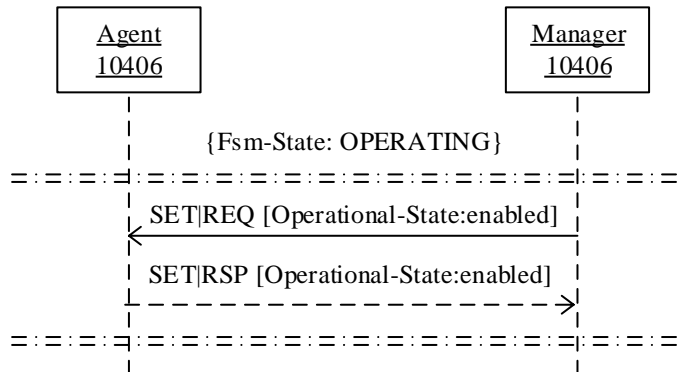 Agent
10406
Manager
10406
{Fsm-State: OPERATING}
SET|REQ [Operational-State:enabled]
SET|RSP [Operational-State:enabled]